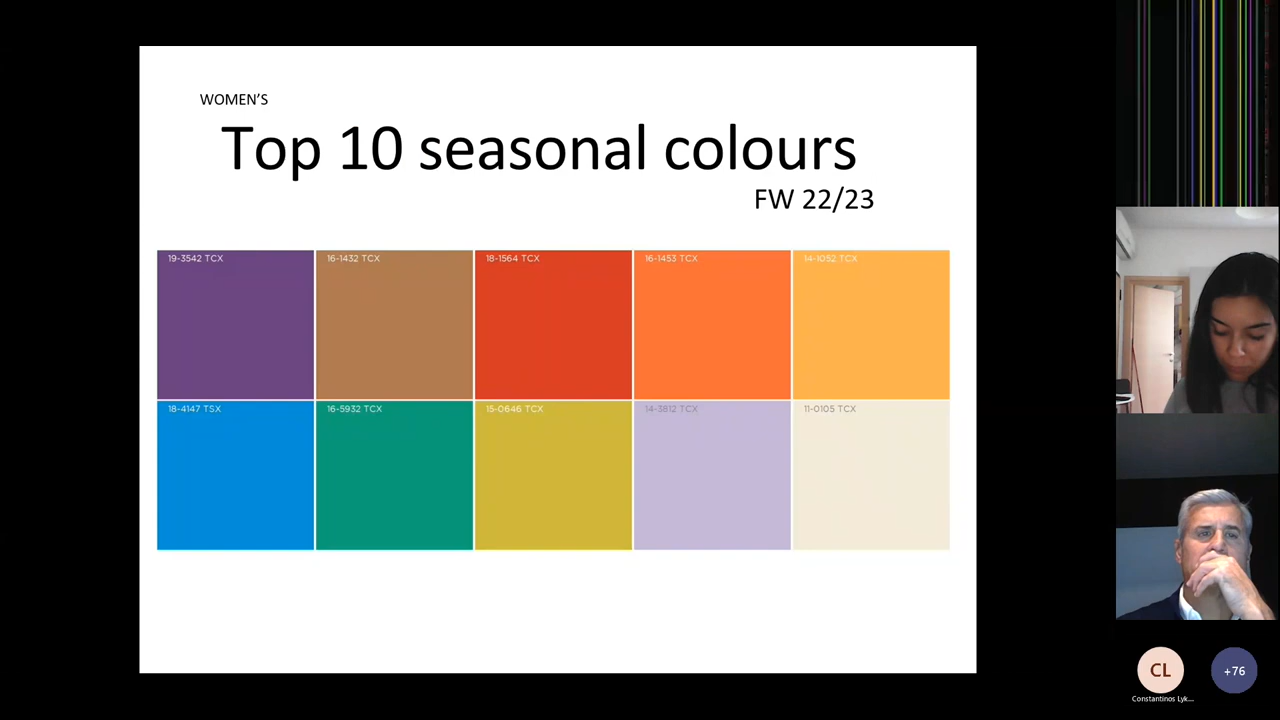 WOMEN'S
Top 10 seasonal colours
FW 22/23
19-3542 TCX
16-1432 TCX
18-1564 TCX
16-1453 TCX
14-1052 TCX
18-4147 TSX
16-5932 TCX
15-0646 TCX
14-3812 TCX
11-0105 TCX
CL
+76
Constantinos Lyk...